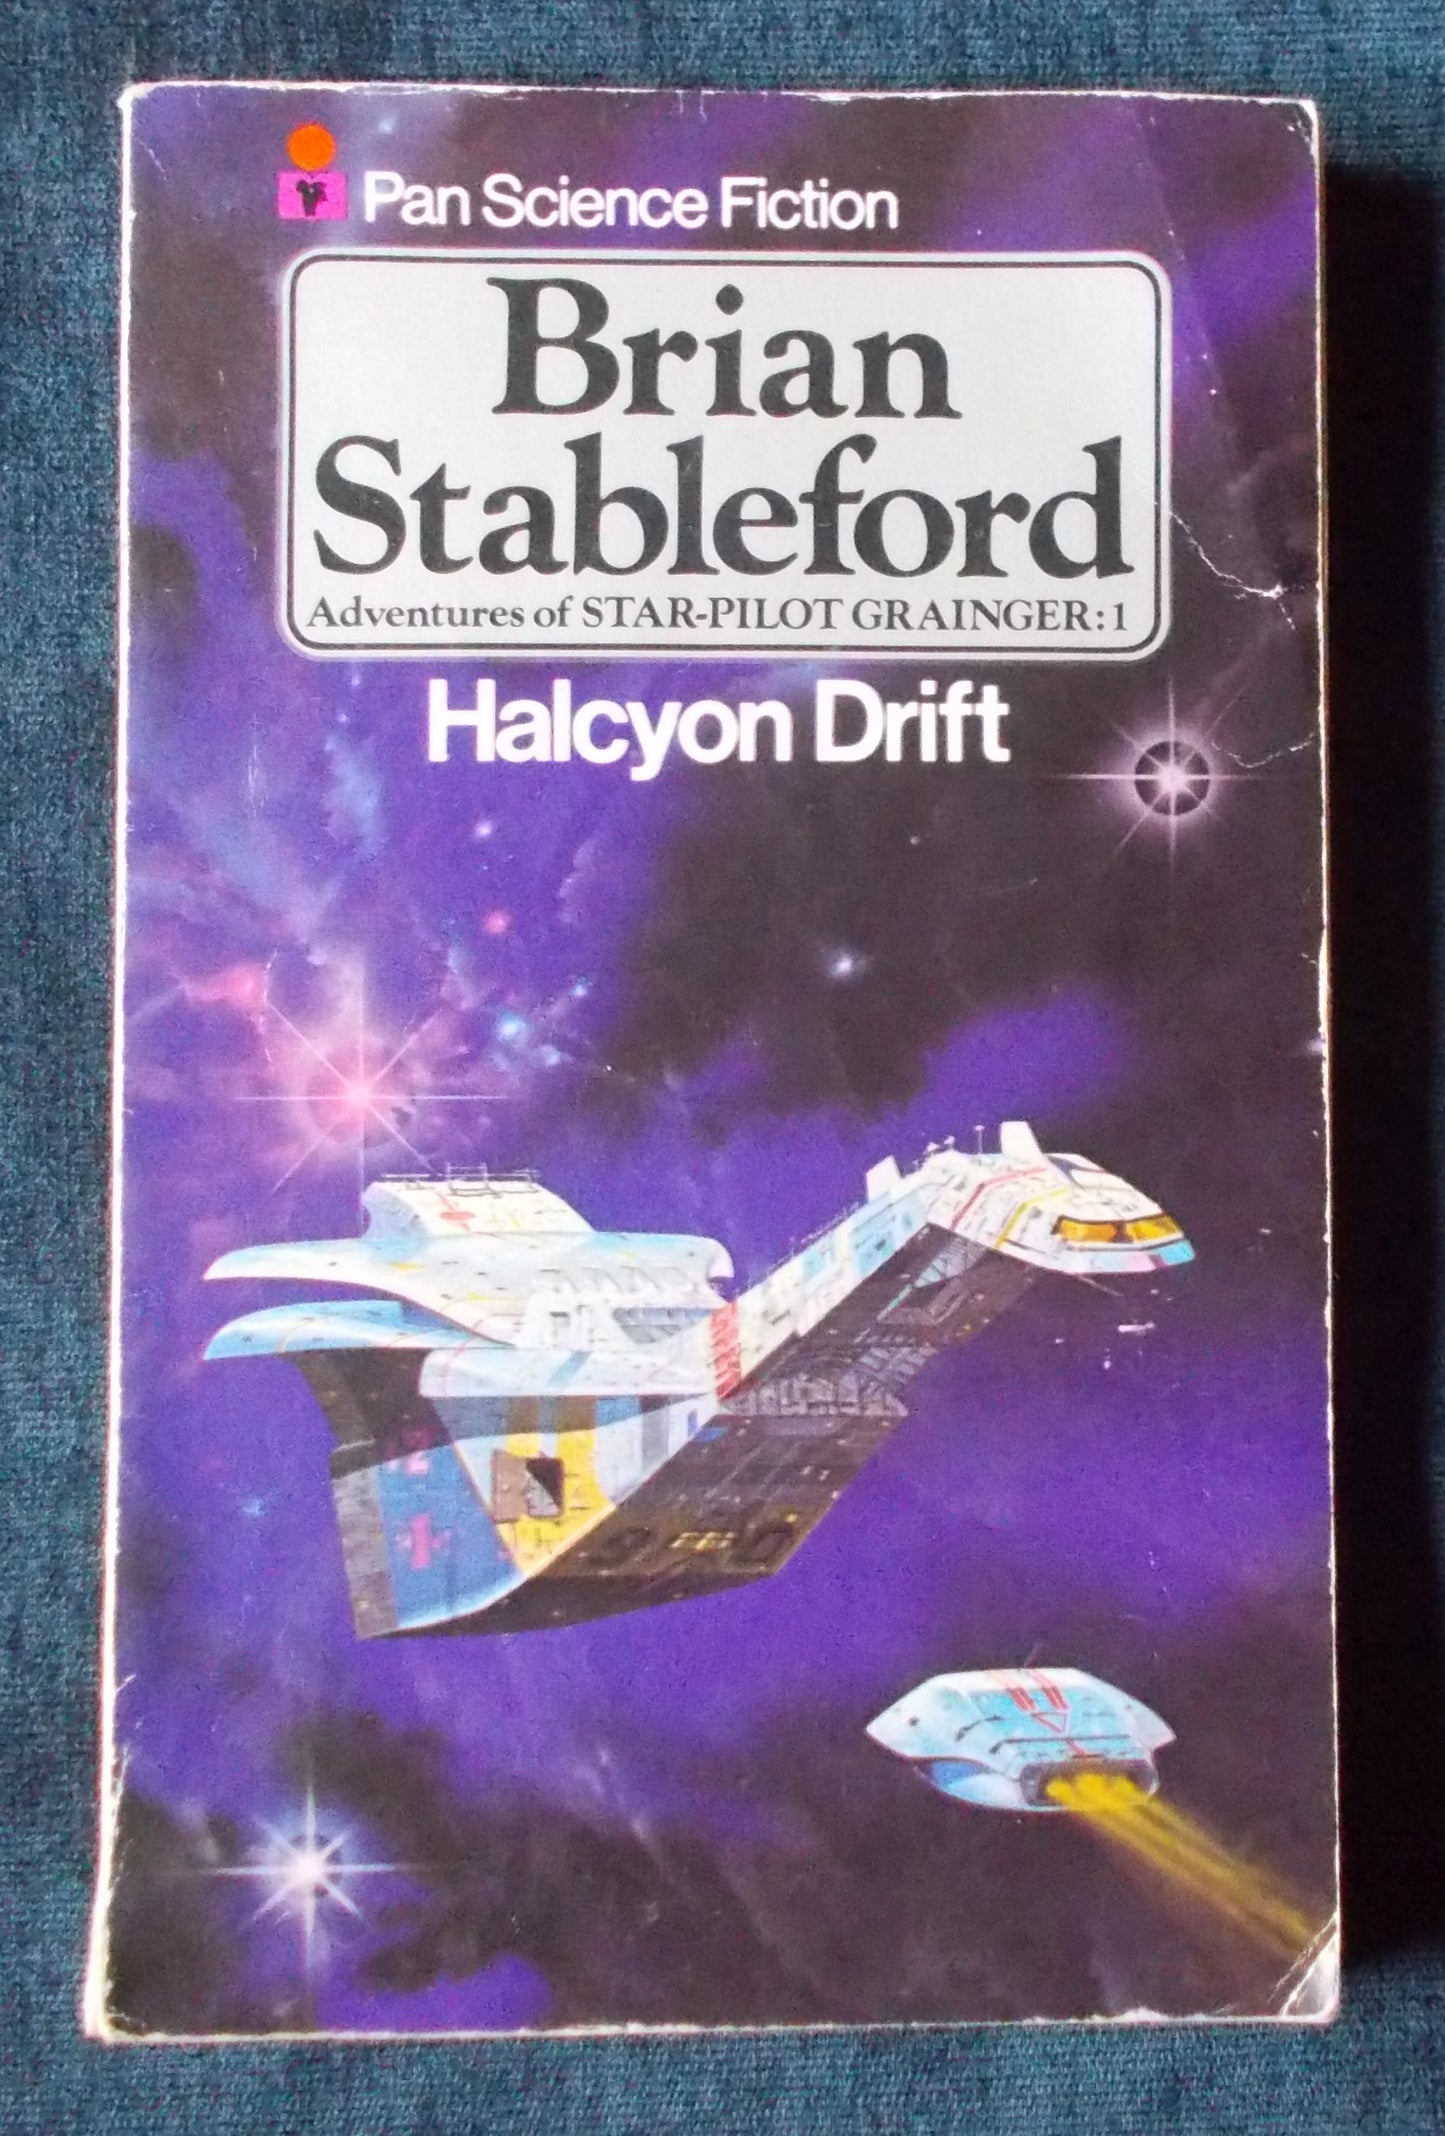 Pan Science Fiction
Brian
Stableford
Adventures of STAR-PILOT GRAINGER:1
Halcyon Drift